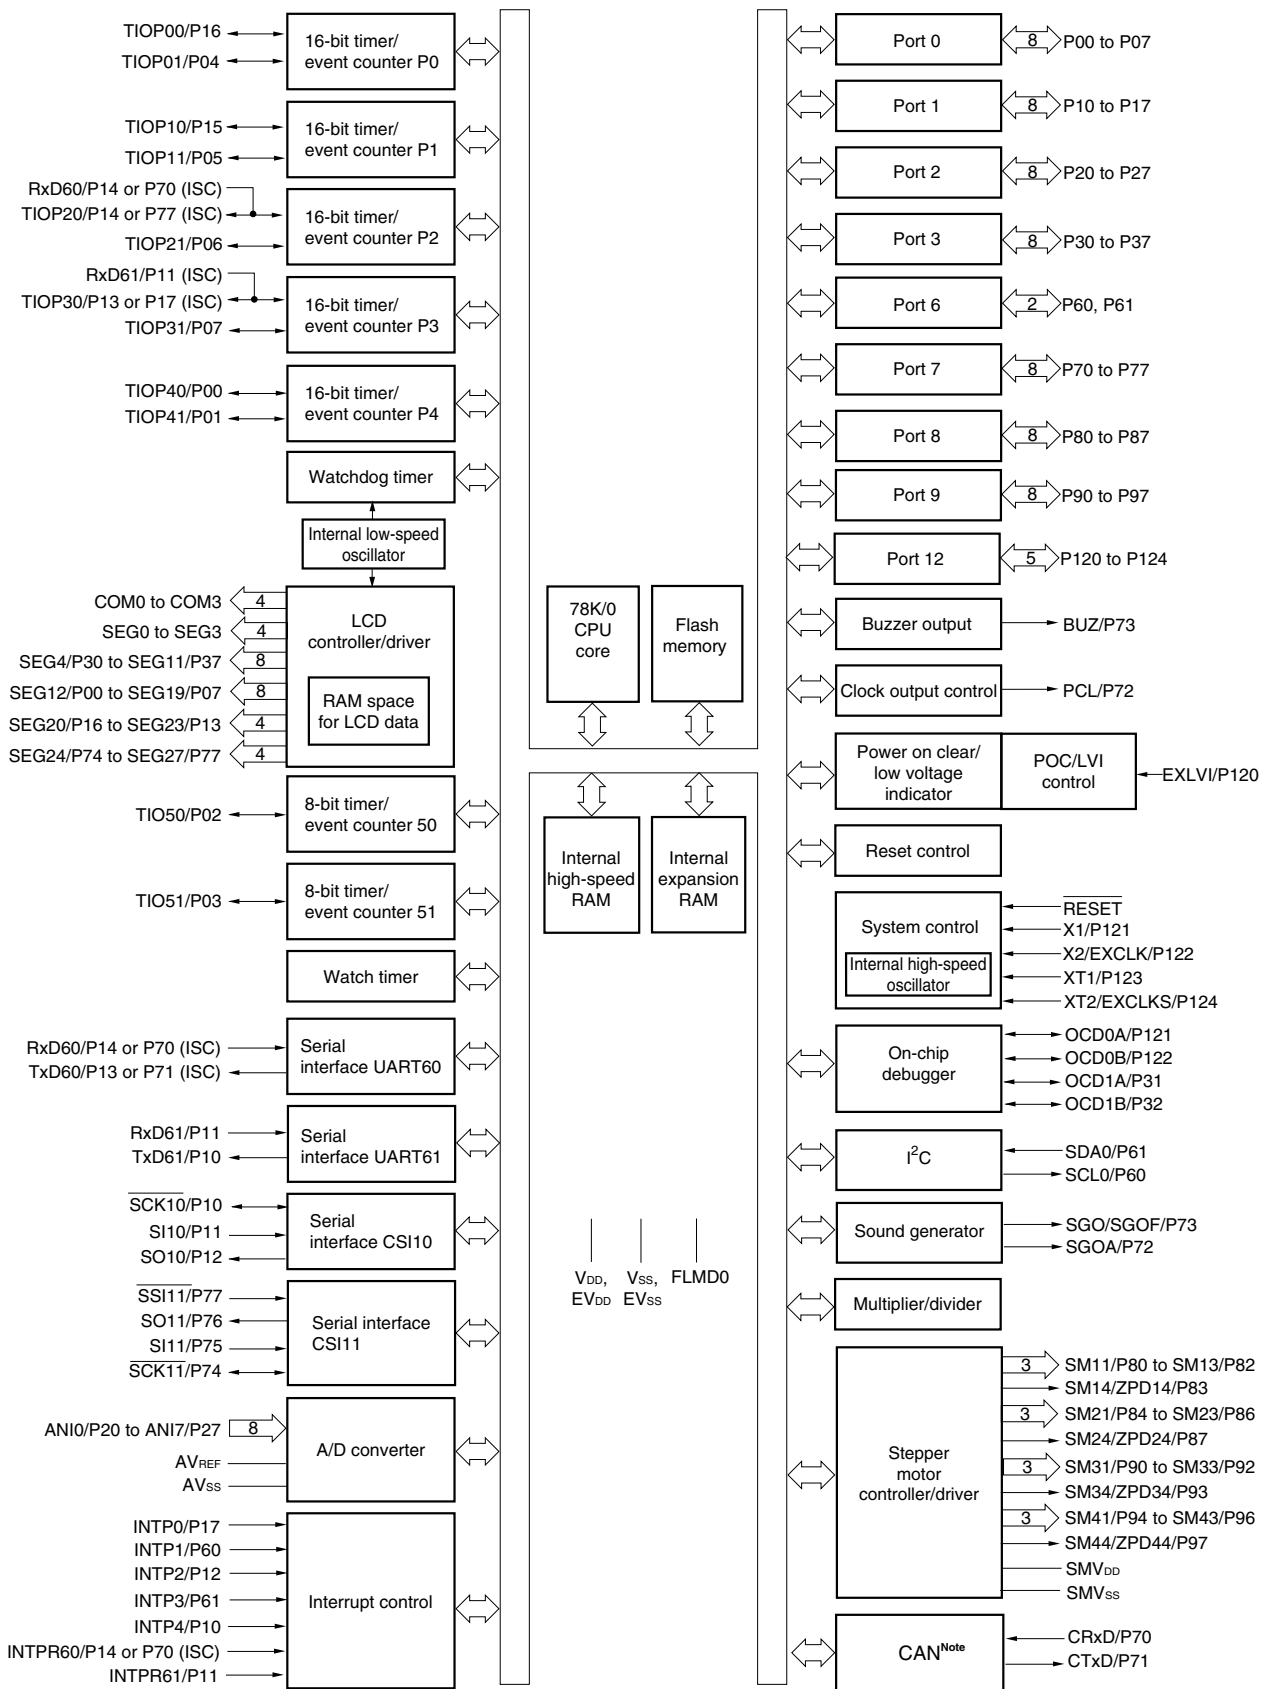 TIOP00/P16
TIOP01/P04
16-bit timer/
event counter P0
TIOP10/P15
TIOP11/P05
16-bit timer/
event counter P1
RxD60/P14 or P70 (ISC)
TIOP20/P14 or P77 (ISC)
TIOP21/P06
16-bit timer/
event counter P2
RxD61/P11 (ISC)
TIOP30/P13 or P17 (ISC)
TIOP31/P07
16-bit timer/
event counter P3
TIOP40/P00
TIOP41/P01
16-bit timer/
event counter P4
Watchdog timer
Internal low-speed
oscillator
COM0 to COM3
4
SEG0 to SEG3
4
SEG4/P30 to SEG11/P37
8
SEG12/P00 to SEG19/P07
8
SEG20/P16 to SEG23/P13
4
SEG24/P74 to SEG27/P77
4
LCD
controller/driver
RAM space
for LCD data
TIO50/P02
8-bit timer/
event counter 50
TIO51/P03
8-bit timer/
event counter 51
Watch timer
RxD60/P14 or P70 (ISC)
TxD60/P13 or P71 (ISC)
Serial
interface UART60
RxD61/P11
TxD61/P10
Serial
interface UART61
SCK10/P10
SI10/P11
SO10/P12
Serial
interface CSI10
SSI11/P77
SO11/P76
SI11/P75
SCK11/P74
Serial interface
CSI11
ANI0/P20 to ANI7/P27
8
AVREF
AVSS
A/D converter
INTP0/P17
INTP1/P60
INTP2/P12
INTP3/P61
INTP4/P10
INTPR60/P14 or P70 (ISC)
INTPR61/P11
Interrupt control
78K/0
CPU
core
Flash
memory
Internal
high-speed
RAM
Internal
expansion
RAM
VDD,
EVDD
VSS,
EVSS
FLMD0
Port 0
8
P00 to P07
Port 1
8
P10 to P17
Port 2
8
P20 to P27
Port 3
8
P30 to P37
Port 6
2
P60, P61
Port 7
8
P70 to P77
Port 8
8
P80 to P87
Port 9
8
P90 to P97
Port 12
5
P120 to P124
Buzzer output
BUZ/P73
Clock output control
PCL/P72
Power on clear/
low voltage
indicator
POC/LVI
control
EXLVI/P120
Reset control
System control
Internal high-speed
oscillator
RESET
X1/P121
X2/EXCLK/P122
XT1/P123
XT2/EXCLKS/P124
On-chip
debugger
OCD0A/P121
OCD0B/P122
OCD1A/P31
OCD1B/P32
I2C
SDA0/P61
SCL0/P60
Sound generator
SGO/SGOF/P73
SGOA/P72
Multiplier/divider
Stepper
motor
controller/driver
3
SM11/P80 to SM13/P82
SM14/ZPD14/P83
3
SM21/P84 to SM23/P86
SM24/ZPD24/P87
3
SM31/P90 to SM33/P92
SM34/ZPD34/P93
3
SM41/P94 to SM43/P96
SM44/ZPD44/P97
SMVDD
SMVSS
CANNote
CRxD/P70
CTxD/P71